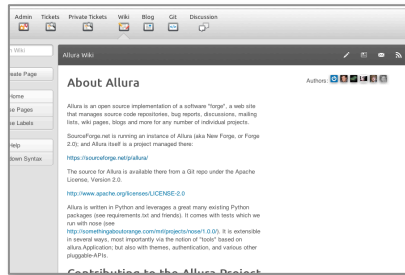 Admin Tickets Private Tickets Wiki Blog Git Discussion
Wiki
Allura Wiki
Create Page
About Allura
Authors:
Home
Allura is an open source implementation of a software "forge", a web site
that manages source code repositories, bug reports, discussions, mailing
lists, wiki pages, blogs and more for any number of individual projects.
SourceForge.net is running an instance of Allura (aka New Forge, or Forge
2.0); and Allura itself is a project managed there:
Help
down Syntax
https://sourceforge.net/p/allura/
The source for Allura is available there from a Git repo under the Apache
License, Version 2.0.
http://www.apache.org/licenses/LICENSE-2.0
Allura is written in Python and leverages a great many existing Python
packages (see requirements.txt and friends). It comes with tests which we
run with nose (see
http://somethingaboutorange.com/mrl/projects/nose/1.0.0/). It is extensible
in several ways, most importantly via the notion of "tools" based on
allura.Application; but also with themes, authentication, and various other
pluggable-APIs.
Contributing to the Allura Project